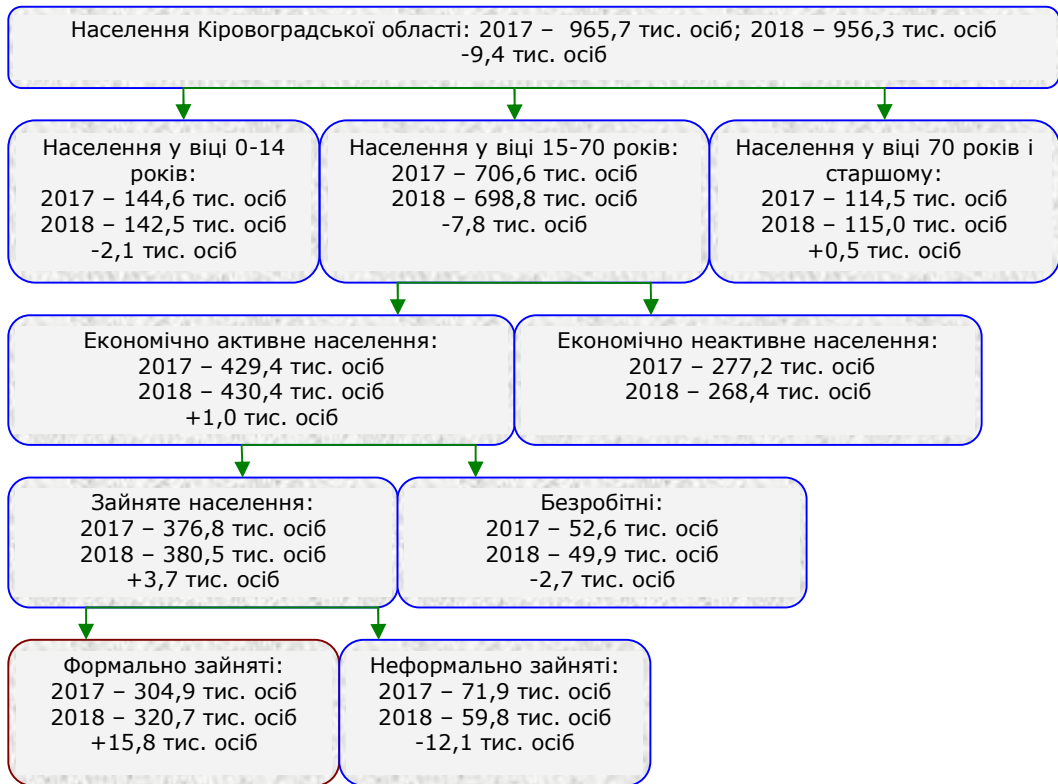 Населення Кіровоградської області: 2017 –  965,7 тис. осіб; 2018 – 956,3 тис. осіб
-9,4 тис. осіб
Населення у віці 0-14
років:
2017 – 144,6 тис. осіб
2018 – 142,5 тис. осіб
-2,1 тис. осіб
Населення у віці 15-70 років:
2017 – 706,6 тис. осіб
2018 – 698,8 тис. осіб
-7,8 тис. осіб
Населення у віці 70 років і
старшому:
2017 – 114,5 тис. осіб
2018 – 115,0 тис. осіб
+0,5 тис. осіб
Економічно активне населення:
2017 – 429,4 тис. осіб
2018 – 430,4 тис. осіб
+1,0 тис. осіб
Економічно неактивне населення:
2017 – 277,2 тис. осіб
2018 – 268,4 тис. осіб
Зайняте населення:
2017 – 376,8 тис. осіб
2018 – 380,5 тис. осіб
+3,7 тис. осіб
Безробітні:
2017 – 52,6 тис. осіб
2018 – 49,9 тис. осіб
-2,7 тис. осіб
Формально зайняті:
2017 – 304,9 тис. осіб
2018 – 320,7 тис. осіб
+15,8 тис. осіб
Неформально зайняті:
2017 – 71,9 тис. осіб
2018 – 59,8 тис. осіб
-12,1 тис. осіб